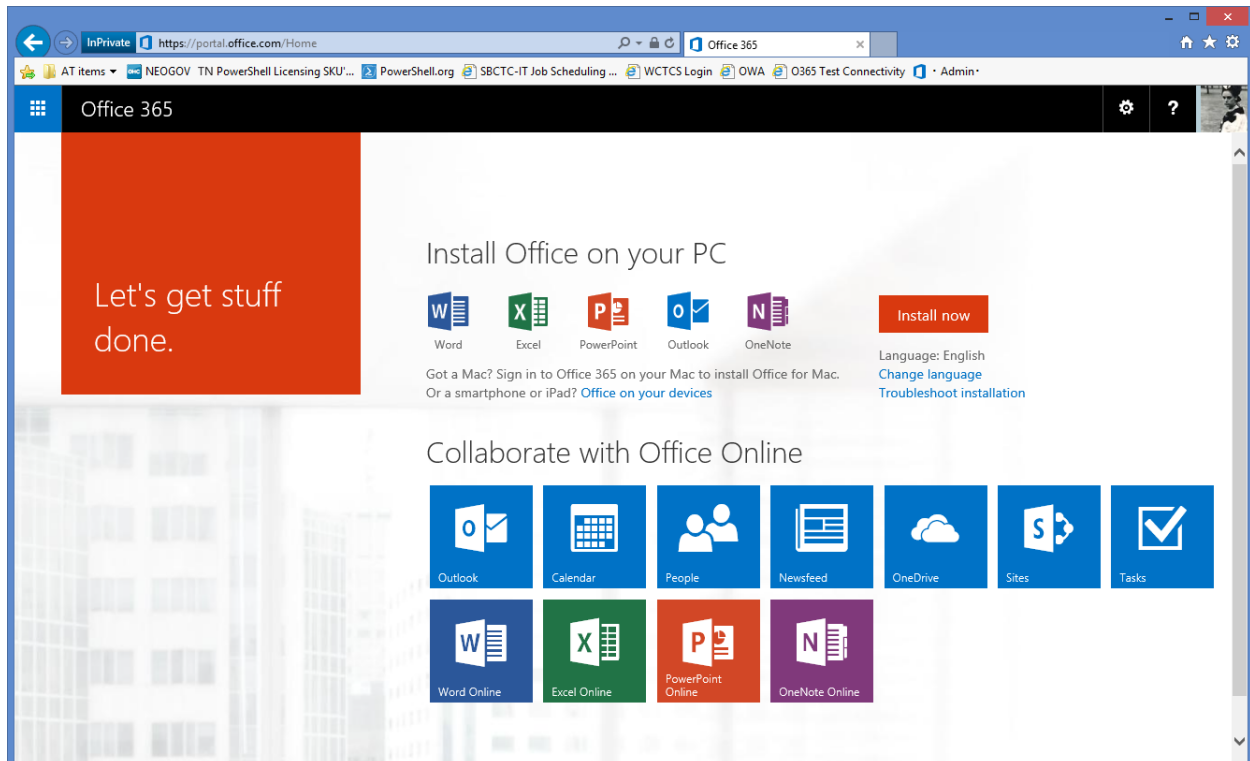 InPrivate https://portal.office.com/Home Office 365
AT items NEOGOV TN PowerShell Licensing SKU'... PowerShell.org SBCTC-IT Job Scheduling ... WCTCS Login OWA O365 Test Connectivity · Admin·
Office 365 ?
Let's get stuff
done.
Install Office on your PC
Word Excel PowerPoint Outlook OneNote
Install now
Got a Mac? Sign in to Office 365 on your Mac to install Office for Mac.
Or a smartphone or iPad? Office on your devices
Language: English
Change language
Troubleshoot installation
Collaborate with Office Online
Outlook Calendar People Newsfeed OneDrive Sites Tasks
Word Online Excel Online PowerPoint Online OneNote Online